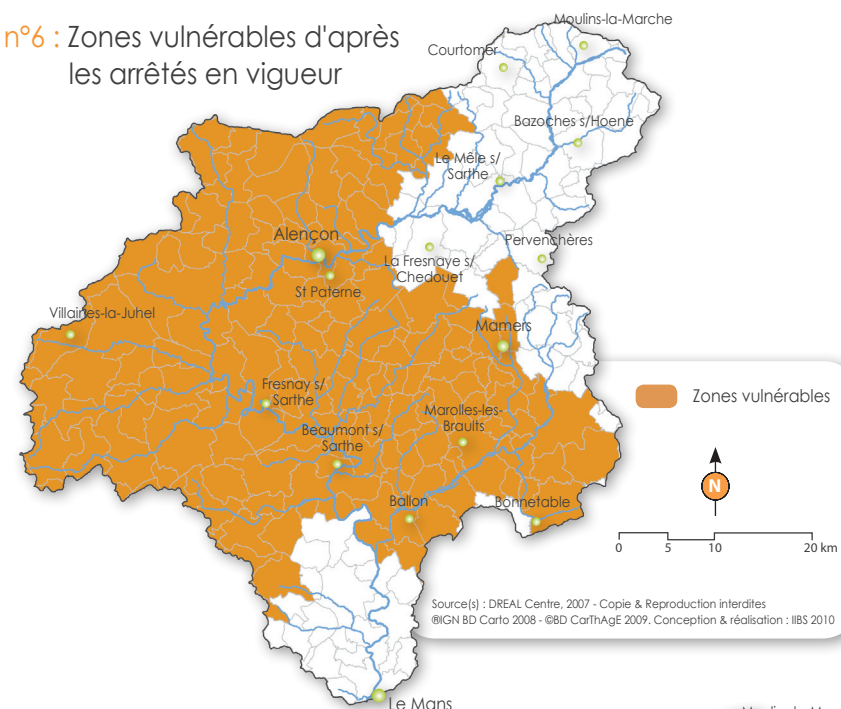 n°6 : Zones vulnérables d'après
les arrêtés en vigueur
Moulins-la-Marche
Courtomer
Bazoches s/Hoene
Le Mêle s/
Sarthe
Alençon
Pervenchères
La Fresnaye s/
Chedouet
St Paterne
Villaines-la-Juhel
Mamers
Fresnay s/
Sarthe
Marolles-les-
Braults
Beaumont s/
Sarthe
Ballon
Bonnetable
Le Mans
Zones vulnérables
N
0 5 10 20 km
Source(s) : DREAL Centre, 2007 - Copie & Reproduction interdites
®IGN BD Carto 2008 - ©BD CarThAgE 2009. Conception & réalisation : IIBS 2010